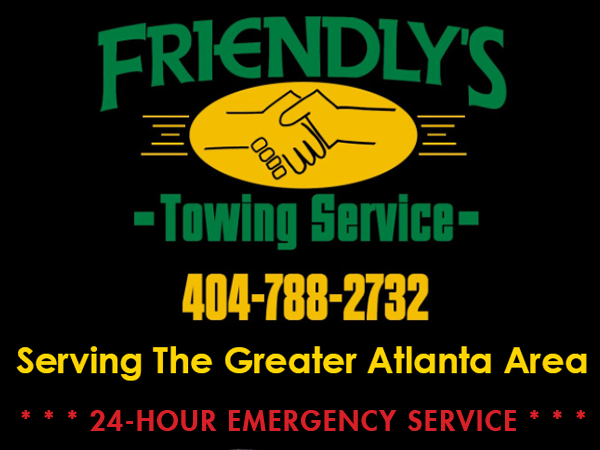 FRIENDLY'S
-Towing Service-
404-788-2732
Serving The Greater Atlanta Area
* * * 24-HOUR EMERGENCY SERVICE * * *